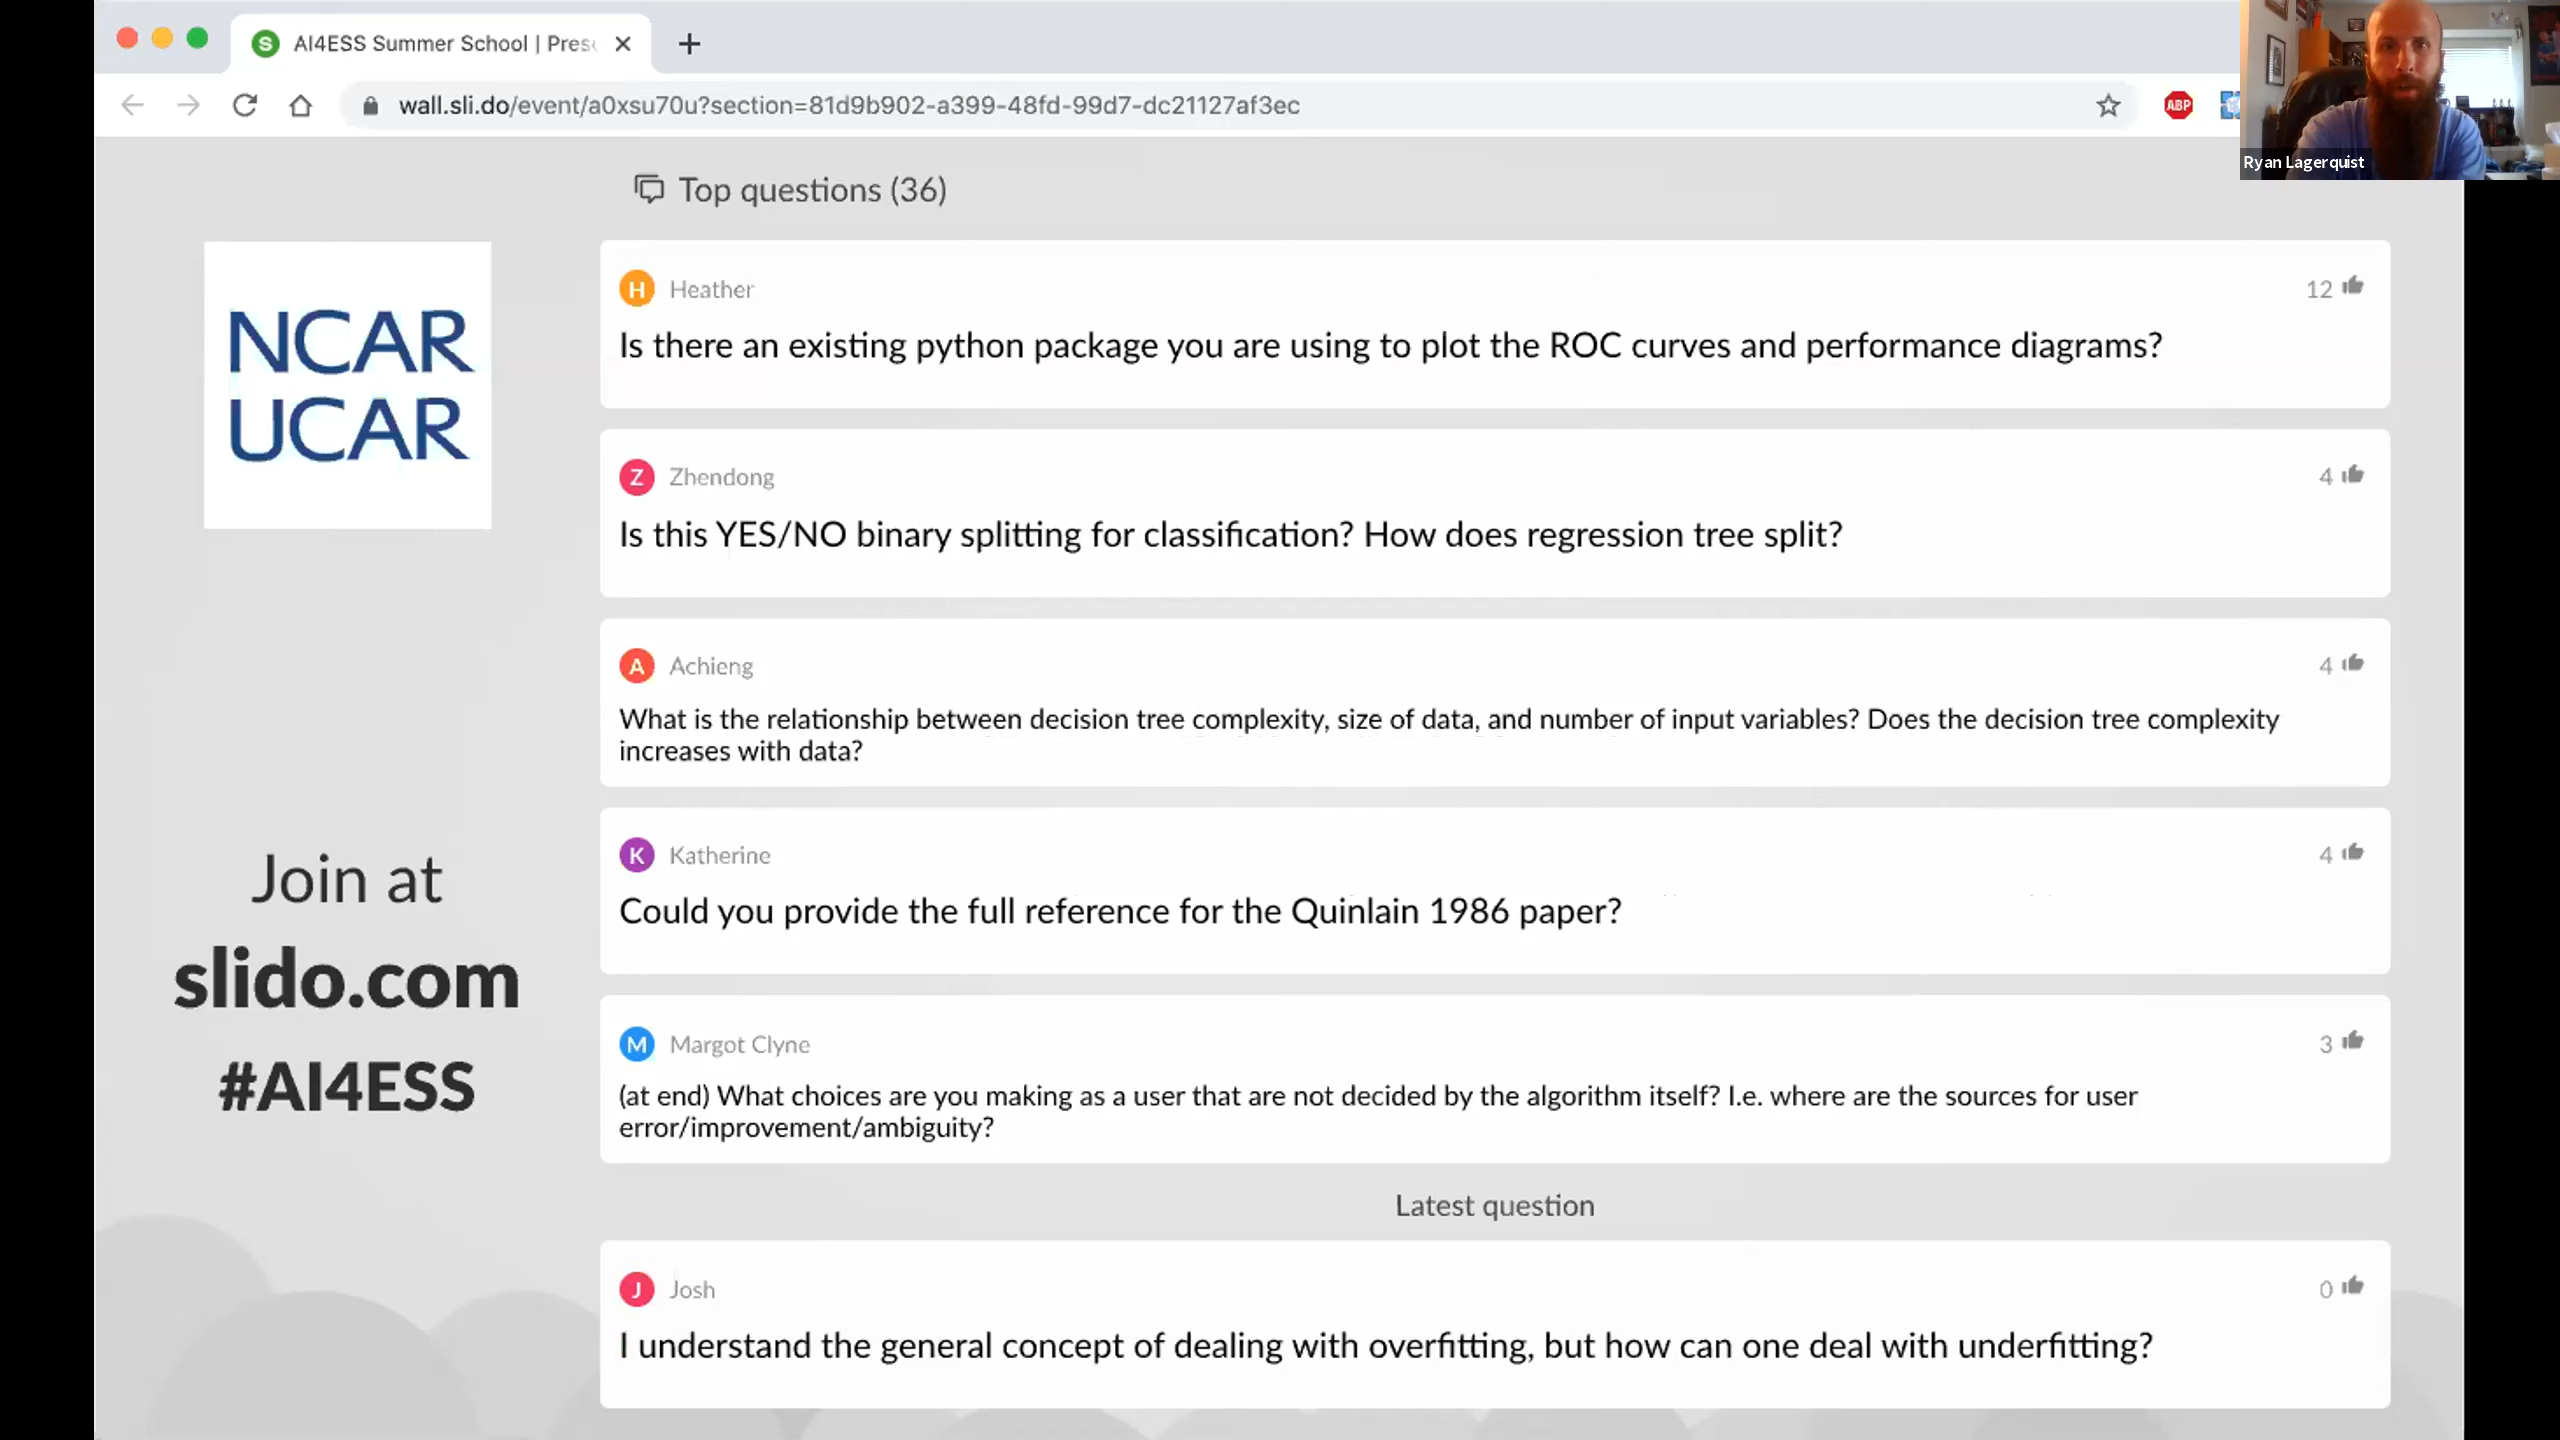 AI4ESS Summer School | Pres
wall.sli.do/event/a0xsu70u?section=81d9b902-a399-48fd-99d7-dc21127af3ec
ABP
Ryan Lagerquist
Top questions (36)
NCAR
UCAR
H Heather 12
Is there an existing python package you are using to plot the ROC curves and performance diagrams?
Z Zhendong 4
Is this YES/NO binary splitting for classification? How does regression tree split?
A Achieng 4
What is the relationship between decision tree complexity, size of data, and number of input variables? Does the decision tree complexity
increases with data?
K Katherine 4
Could you provide the full reference for the Quinlain 1986 paper?
M Margot Clyne 3
(at end) What choices are you making as a user that are not decided by the algorithm itself? I.e. where are the sources for user
error/improvement/ambiguity?
Latest question
J Josh 0
I understand the general concept of dealing with overfitting, but how can one deal with underfitting?
Join at
slido.com
#AI4ESS